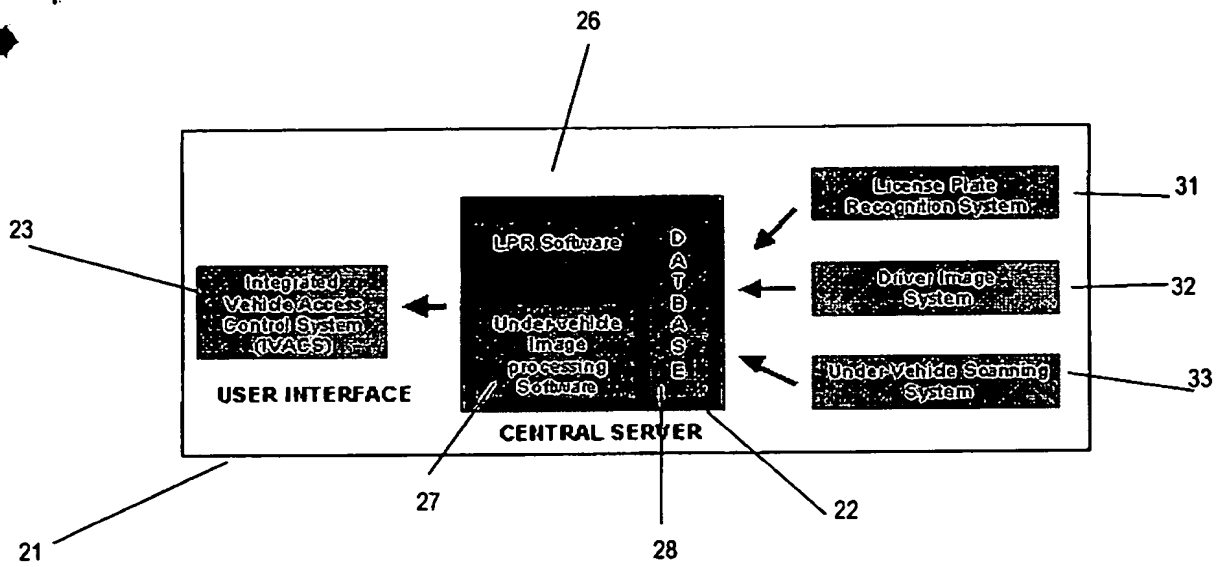 26
License Plate
Recognition System
31
23
LPR Software
DATBASE
Integrated
Vehicle Access
Control System
(IVACS)
Driver Image
System
32
Under-vehicle
Image
processing
Software
USER INTERFACE
Under-Vehicle Scanning
System
33
CENTRAL SERVER
27
22
21
28